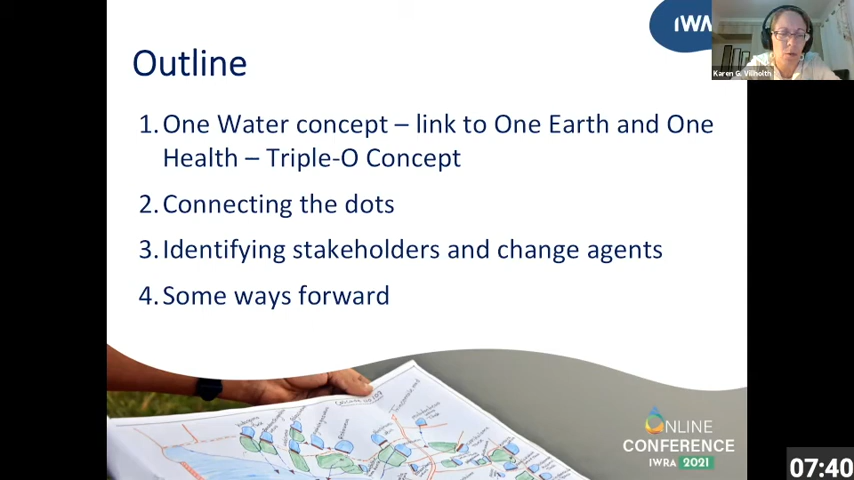 IWM
Karen G. Villholth
Outline
1. One Water concept – link to One Earth and One
Health – Triple-O Concept
2. Connecting the dots
3. Identifying stakeholders and change agents
4. Some ways forward
ONLINE
CONFERENCE
IWRA 2021
07:40